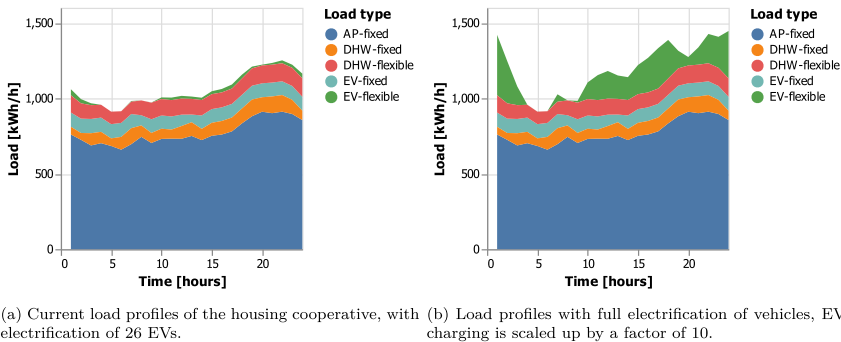 1,500
1,000
500
0
Load [kWh/h]
0
5
10
15
20
Time [hours]
Load type
AP-fixed
DHW-fixed
DHW-flexible
EV-fixed
EV-flexible
1,500
1,000
500
0
Load [kWh/h]
0
5
10
15
20
Time [hours]
Load type
AP-fixed
DHW-fixed
DHW-flexible
EV-fixed
EV-flexible
(a) Current load profiles of the housing cooperative, with
electrification of 26 EVs.
(b) Load profiles with full electrification of vehicles, EV
charging is scaled up by a factor of 10.